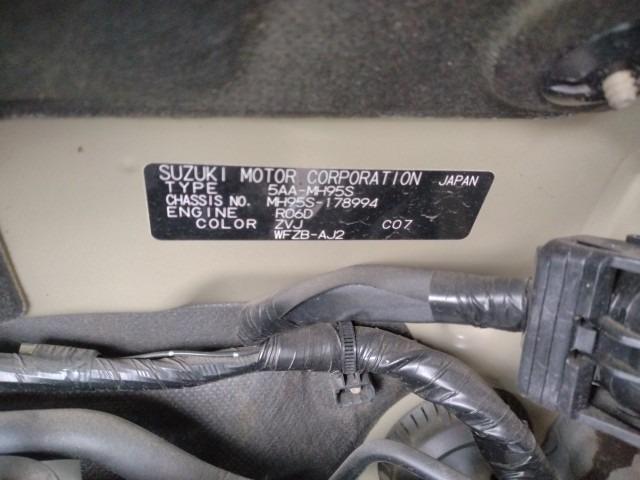 SUZUKI MOTOR CORPORATION JAPAN
TYPE 5AA-MH95S
CHASSIS NO. MH95S-178994
ENGINE R06D
COLOR ZVJ C07
WFZB-AJ2